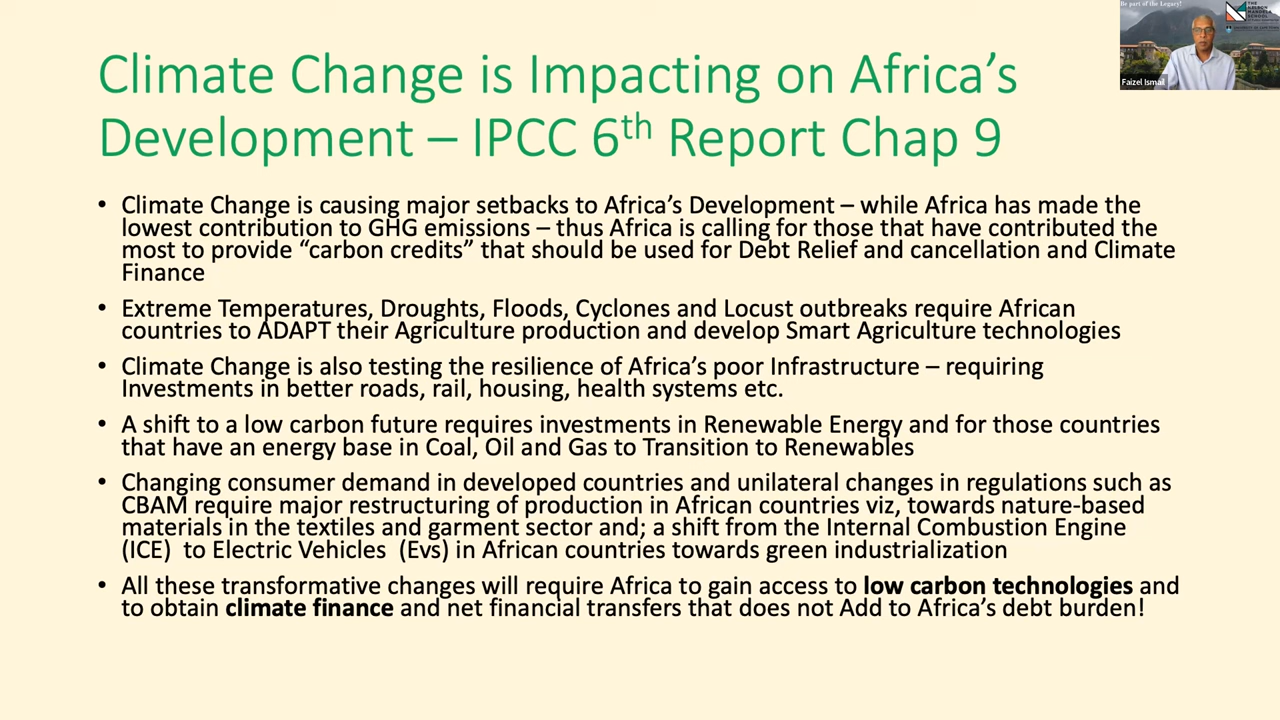 Climate Change is Impacting on Africa's
Development – IPCC 6th Report Chap 9
• Climate Change is causing major setbacks to Africa's Development – while Africa has made the
lowest contribution to GHG emissions – thus Africa is calling for those that have contributed the
most to provide “carbon credits” that should be used for Debt Relief and cancellation and Climate
Finance
• Extreme Temperatures, Droughts, Floods, Cyclones and Locust outbreaks require African
countries to ADAPT their Agriculture production and develop Smart Agriculture technologies
• Climate Change is also testing the resilience of Africa's poor Infrastructure – requiring
Investments in better roads, rail, housing, health systems etc.
• A shift to a low carbon future requires investments in Renewable Energy and for those countries
that have an energy base in Coal, Oil and Gas to Transition to Renewables
• Changing consumer demand in developed countries and unilateral changes in regulations such as
CBAM require major restructuring of production in African countries viz, towards nature-based
materials in the textiles and garment sector and; a shift from the Internal Combustion Engine
(ICE)  to Electric Vehicles  (Evs) in African countries towards green industrialization
• All these transformative changes will require Africa to gain access to low carbon technologies and
to obtain climate finance and net financial transfers that does not Add to Africa's debt burden!
Be part of the Legacy!
THE
NELSON
MANDELA
SCHOOL
Faizel Ismail